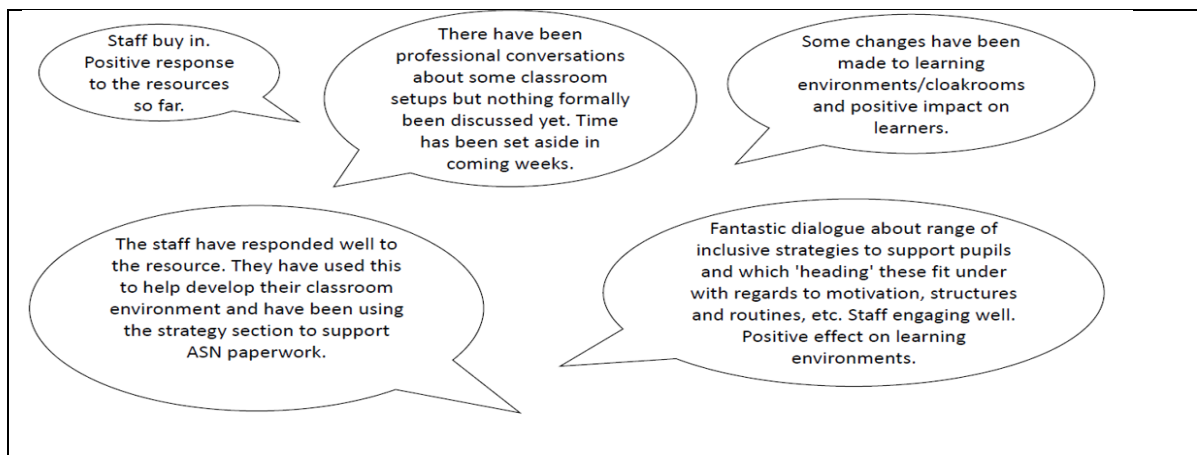 Staff buy in.
Positive response
to the resources
so far.
There have been
professional conversations
about some classroom
setups but nothing formally
been discussed yet. Time
has been set aside in
coming weeks.
Some changes have been
made to learning
environments/cloakrooms
and positive impact on
learners.
The staff have responded well to
the resource. They have used this
to help develop their classroom
environment and have been using
the strategy section to support
ASN paperwork.
Fantastic dialogue about range of
inclusive strategies to support pupils
and which 'heading' these fit under
with regards to motivation, structures
and routines, etc. Staff engaging well.
Positive effect on learning
environments.